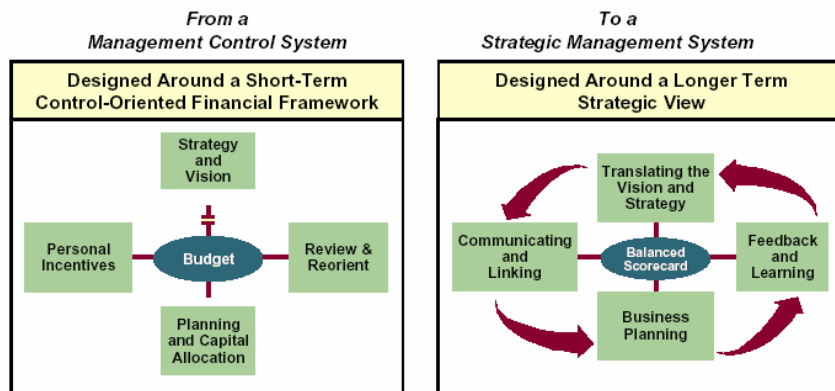 From a
Management Control System
Designed Around a Short-Term
Control-Oriented Financial Framework
Strategy
and
Vision
Personal
Incentives
Budget
Review &
Reorient
Planning
and Capital
Allocation
To a
Strategic Management System
Designed Around a Longer Term
Strategic View
Translating the
Vision and
Strategy
Communicating
and
Linking
Balanced
Scorecard
Feedback
and
Learning
Business
Planning